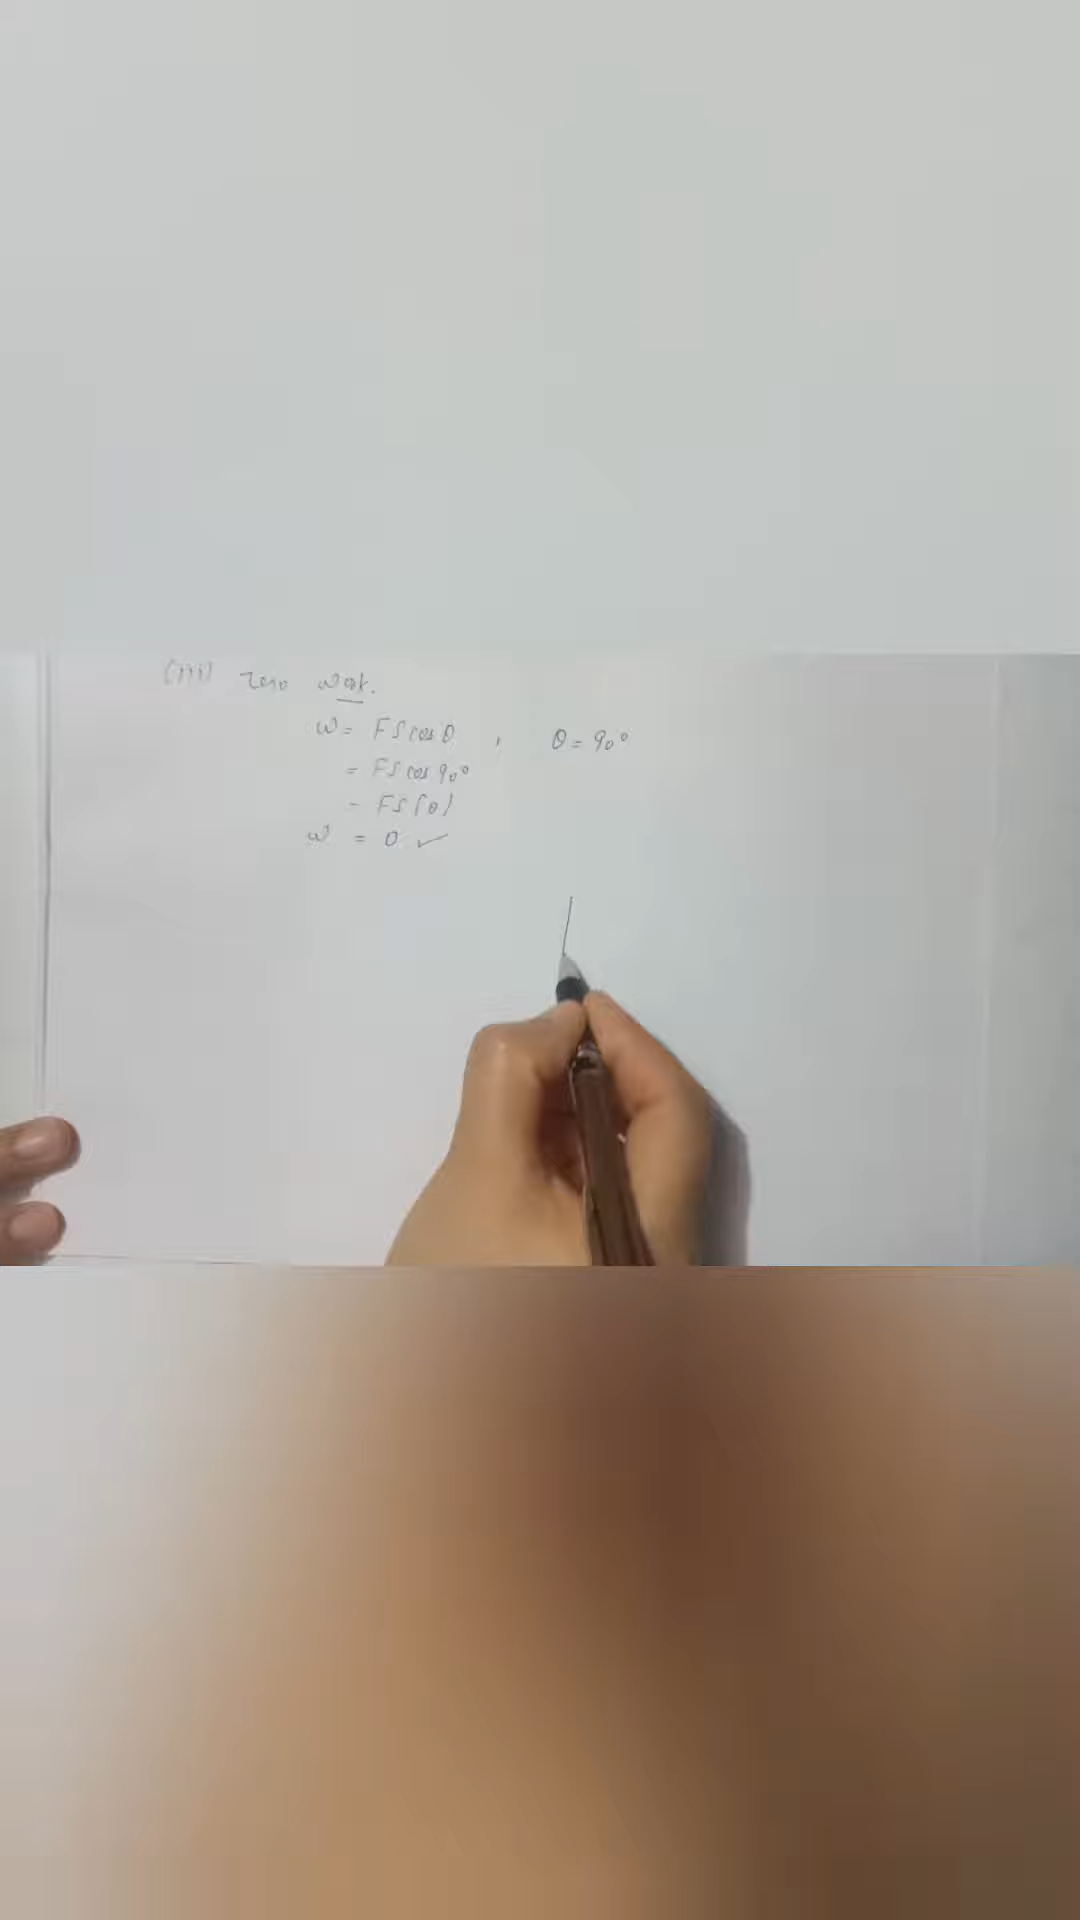 (III) Zero Work.
W = FS cos θ , θ = 90°
= FS cos 90°
= FS(0)
W = 0 ✓